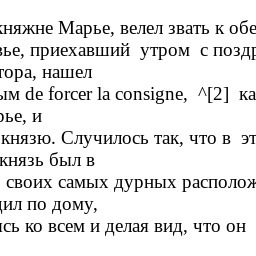 княжне Марье, велел звать к обе
вье, приехавший утром с поздр
тора, нашел
ым de forcer la consigne, ^[2] ка
рье, и
князю. Случилось так, что в эт
князь был в
своих самых дурных располож
дил по дому,
сь ко всем и делая вид, что он